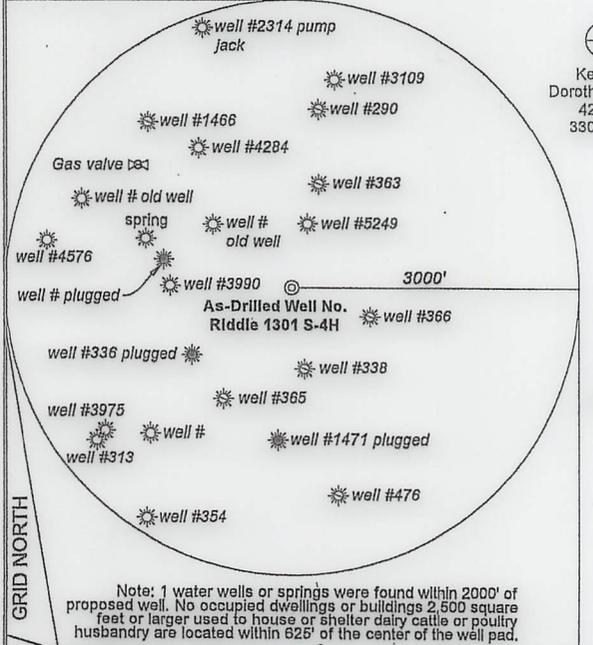 well #2314 pump
jack
well #3109
well #290
Ke
Doroth
42
330
well #1466
well #4284
Gas valve
well #363
well # old well
spring
well #
old well
well #5249
well #4576
well #3990
3000'
well # plugged
As-Drilled Well No.
Riddle 1301 S-4H
well #366
well #336 plugged
well #338
well #365
well #3975
well #
well #1471 plugged
well #313
well #476
well #354
GRID NORTH
Note: 1 water wells or springs were found within 2000' of
proposed well. No occupied dwellings or buildings 2,500 square
feet or larger used to house or shelter dairy cattle or poultry
husbandry are located within 625' of the center of the well pad.